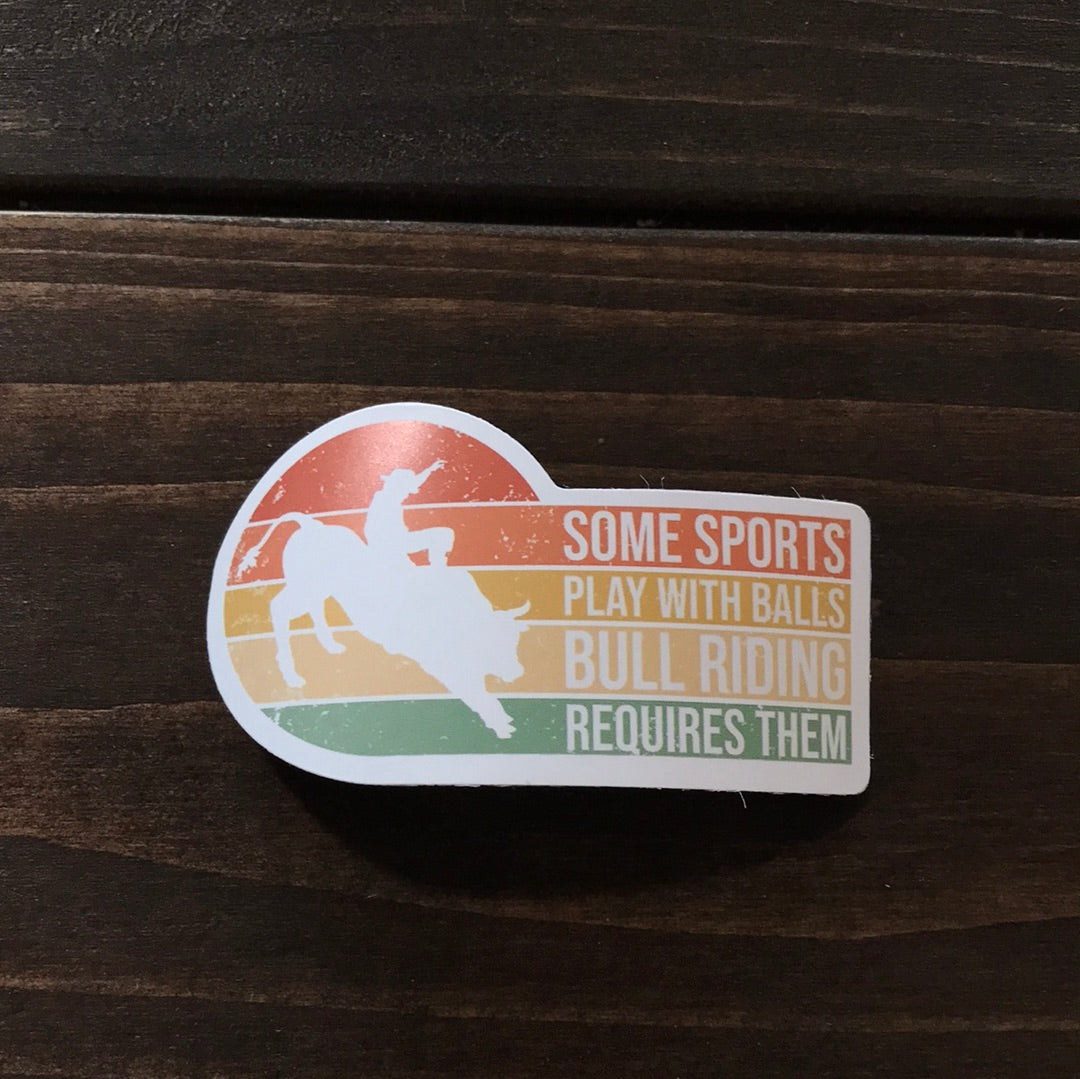 SOME SPORTS
PLAY WITH BALLS
BULL RIDING
REQUIRES THEM